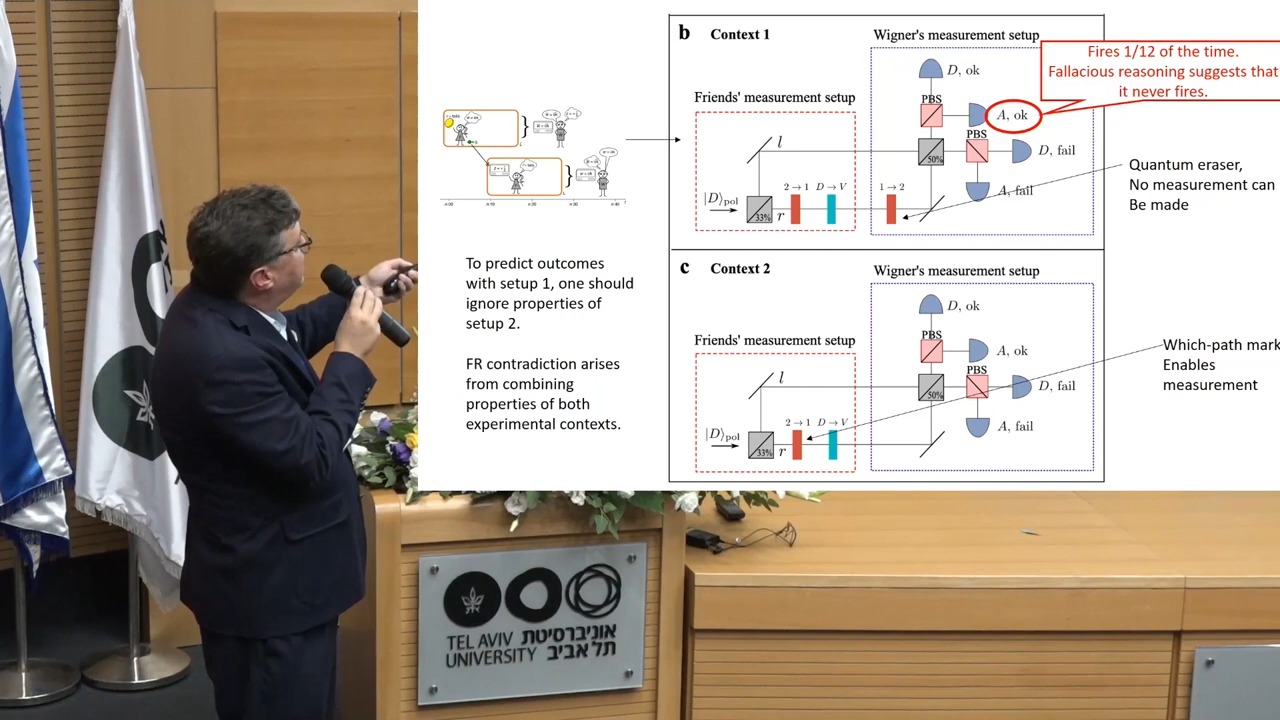 b Context 1
Wigner's measurement setup
Fires 1/12 of the time.
Fallacious reasoning suggests that
it never fires.
Friends' measurement setup
D, ok
PBS
A, ok
PBS
l
50%
D, fail
Quantum eraser,
No measurement can
Be made
2 → 1 D → V
1 → 2
A, fail
|D⟩pol
33%
r
To predict outcomes
with setup 1, one should
ignore properties of
setup 2.
FR contradiction arises
from combining
properties of both
experimental contexts.
c Context 2
Wigner's measurement setup
D, ok
Friends' measurement setup
PBS
A, ok
PBS
l
50%
D, fail
Which-path mark
Enables
measurement
2 → 1 D → V
A, fail
|D⟩pol
33%
r
TEL AVIV אוניברסיטת
UNIVERSITY תל אביב